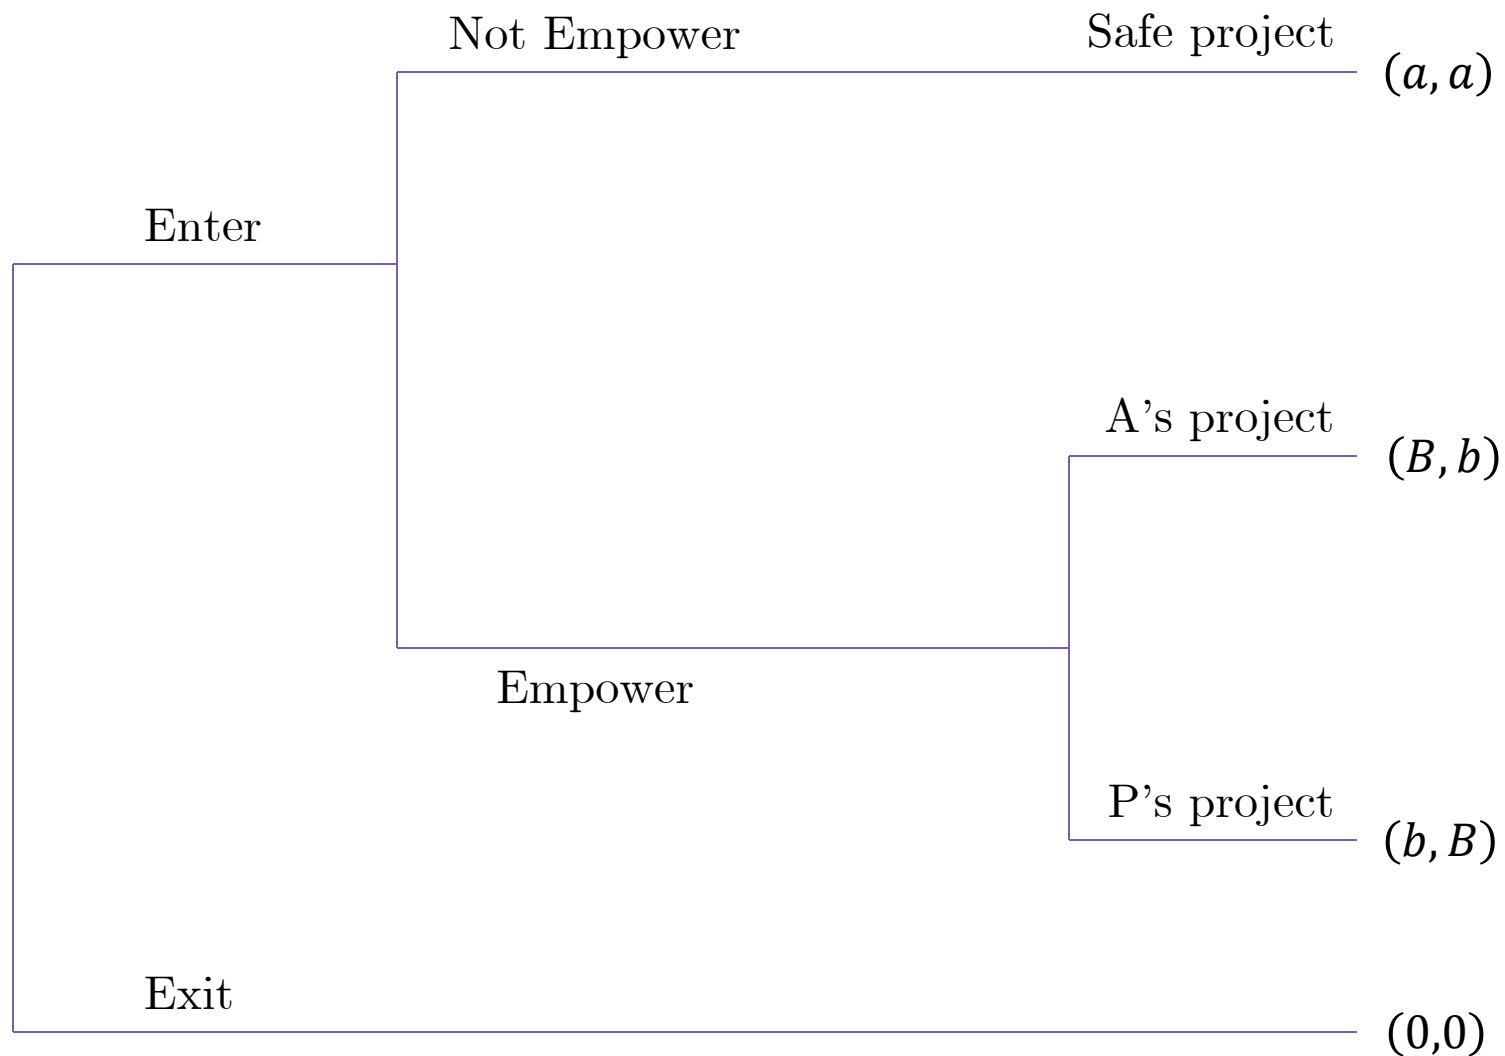 Not Empower
Safe project
(a, a)
Enter
A's project
(B, b)
Empower
P's project
(b, B)
Exit
(0,0)